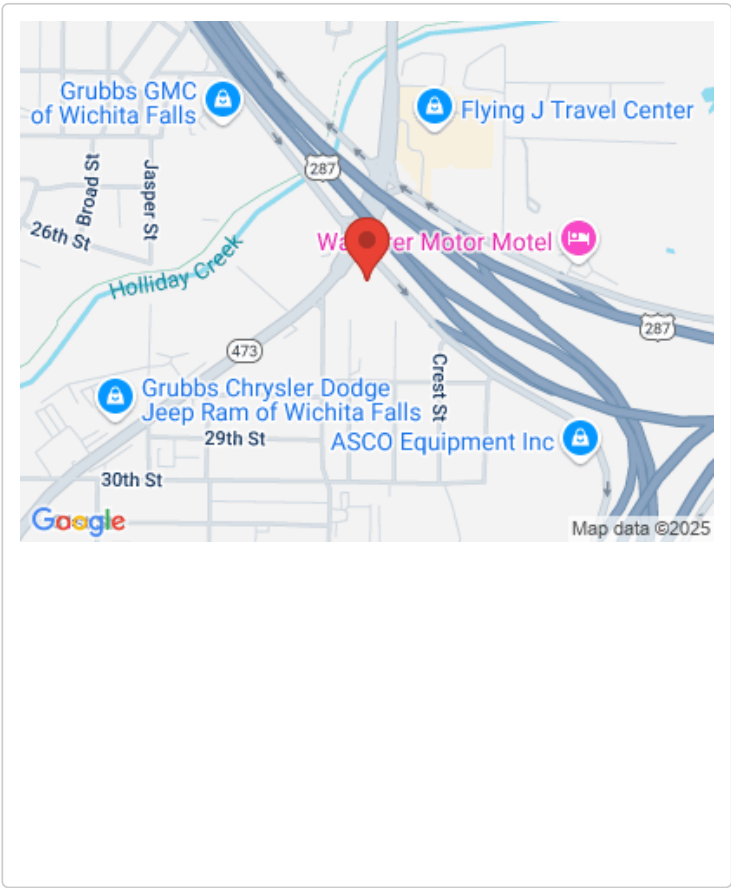 Grubbs GMC
of Wichita Falls
Flying J Travel Center
Broad St
Jasper St
287
26th St
Motor Motel
Holliday Creek
287
473
Crest St
Grubbs Chrysler Dodge
Jeep Ram of Wichita Falls
29th St
ASCO Equipment Inc
30th St
Google
Map data ©2025